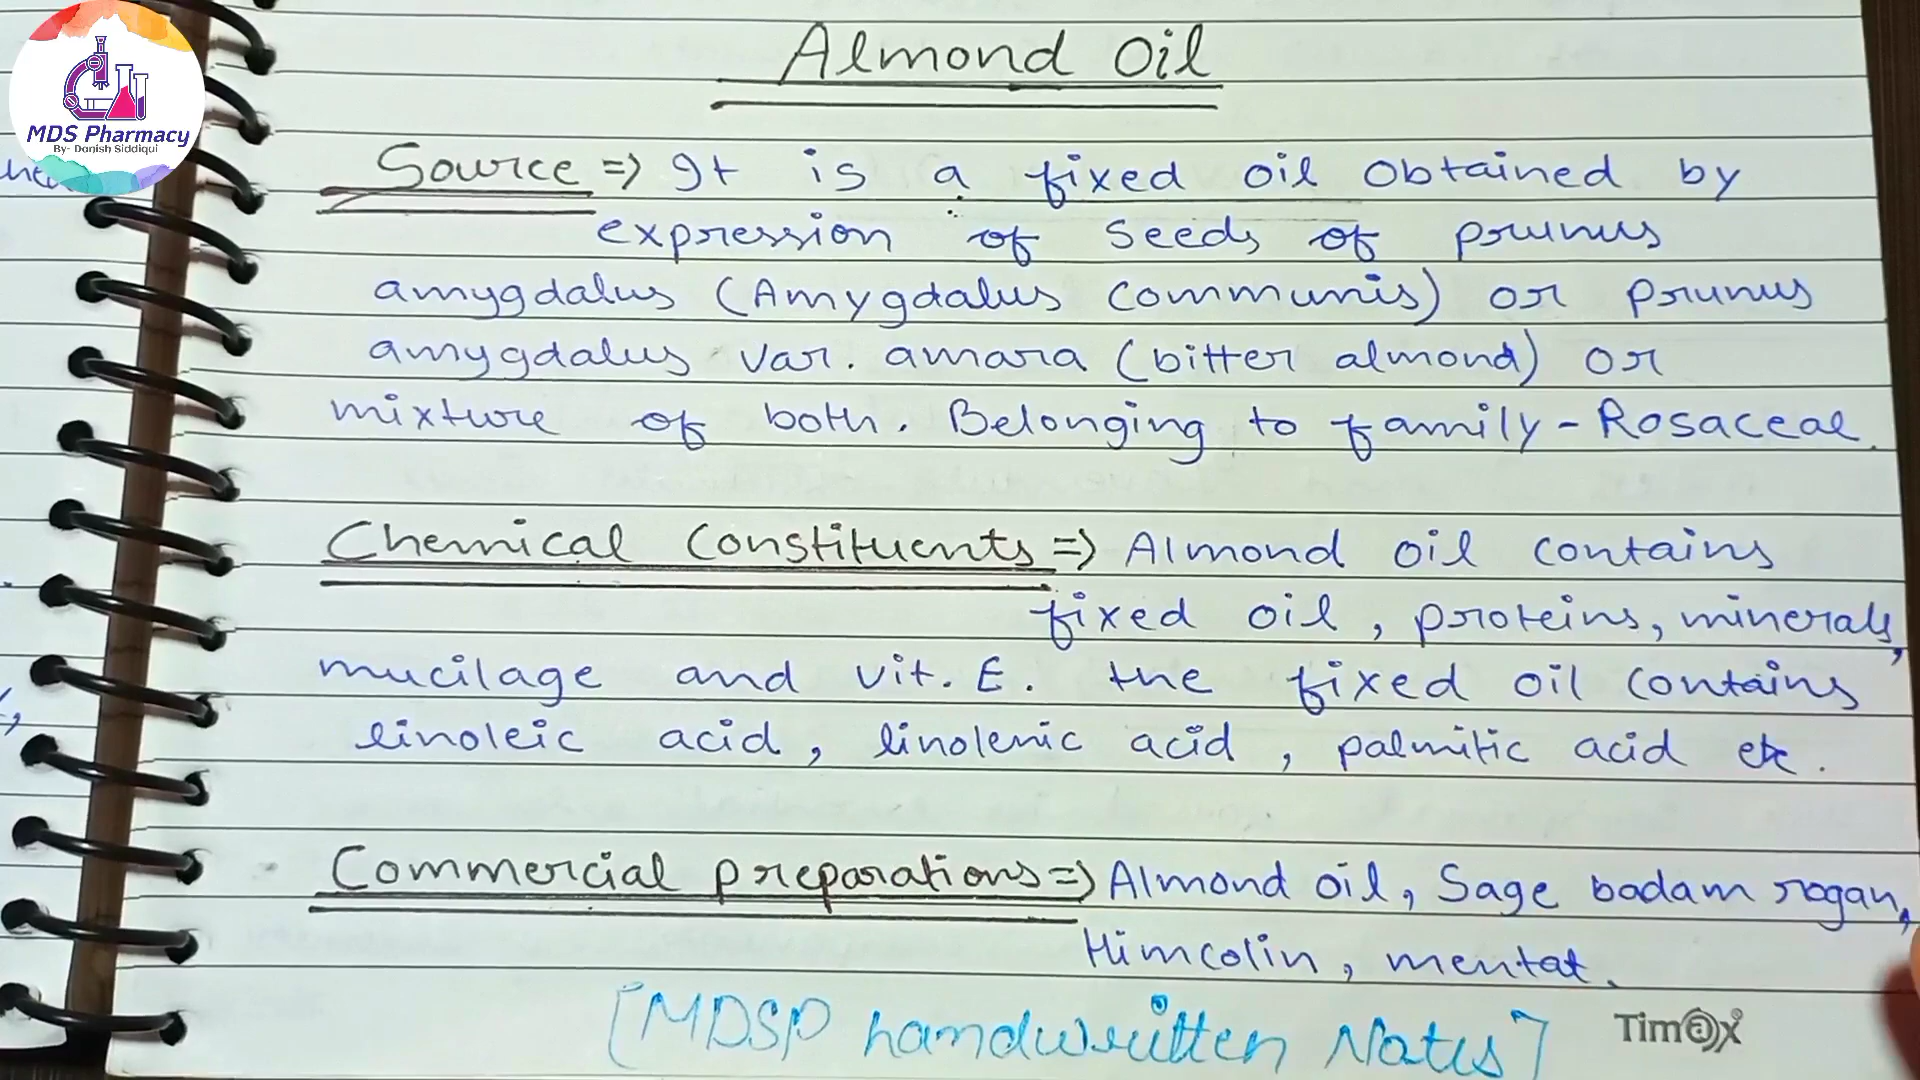 MDS Pharmacy
By- Danish Siddiqui
Almond Oil
Source => It is a fixed oil obtained by
expression of seeds of prunus
amygdalus (Amygdalus communis) or prunus
amygdalus var. amara (bitter almond) or
mixture of both. Belonging to family - Rosaceae.
Chemical Constituents => Almond oil contains
fixed oil, proteins, minerals,
mucilage and vit. E. the fixed oil contains
linoleic acid, linolenic acid, palmitic acid etc.
Commercial preparations => Almond oil, Sage badam rogan,
Himcolin, mentat.
[MDSP handwritten Notes]
Timex